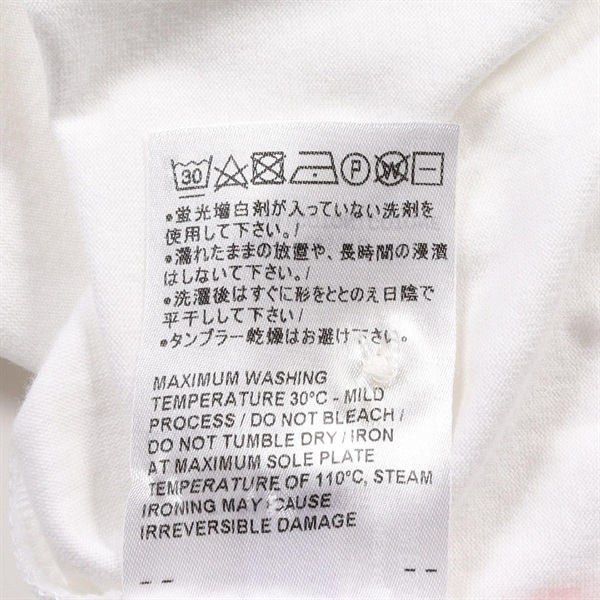 30 P W
•蛍光増白剤が入っていない洗剤を
使用して下さい。/
•濡れたままの放置や、長時間の浸漬
はしないで下さい。/
•洗濯後はすぐに形をととのえ日陰で
平干しして下さい/
•タンブラー乾燥はお避け下さい。
MAXIMUM WASHING
TEMPERATURE 30°C - MILD
PROCESS / DO NOT BLEACH /
DO NOT TUMBLE DRY / IRON
AT MAXIMUM SOLE PLATE
TEMPERATURE OF 110°C, STEAM
IRONING MAY CAUSE
IRREVERSIBLE DAMAGE
-- --